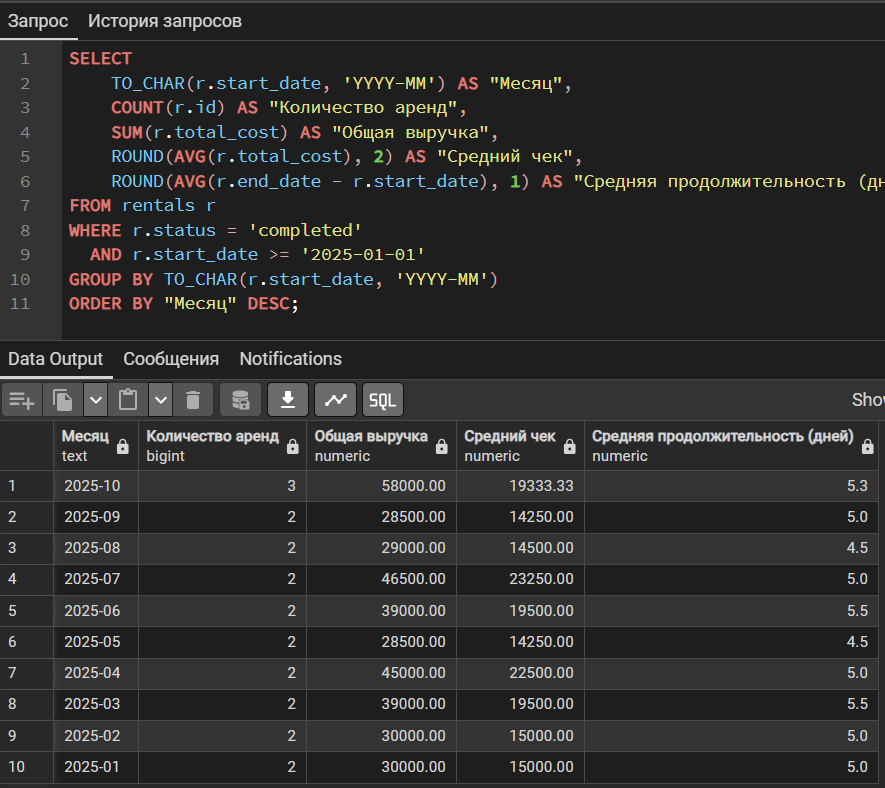 Запрос История запросов
1 SELECT
2 TO_CHAR(r.start_date, 'YYYY-MM') AS "Месяц",
3 COUNT(r.id) AS "Количество аренд",
4 SUM(r.total_cost) AS "Общая выручка",
5 ROUND(AVG(r.total_cost), 2) AS "Средний чек",
6 ROUND(AVG(r.end_date - r.start_date), 1) AS "Средняя продолжительность (дн
7 FROM rentals r
8 WHERE r.status = 'completed'
9 AND r.start_date >= '2025-01-01'
10 GROUP BY TO_CHAR(r.start_date, 'YYYY-MM')
11 ORDER BY "Месяц" DESC;
Data Output Сообщения Notifications
SQL Show
Месяц Количество аренд Общая выручка Средний чек Средняя продолжительность (дней)
text bigint numeric numeric numeric
1 2025-10 3 58000.00 19333.33 5.3
2 2025-09 2 28500.00 14250.00 5.0
3 2025-08 2 29000.00 14500.00 4.5
4 2025-07 2 46500.00 23250.00 5.0
5 2025-06 2 39000.00 19500.00 5.5
6 2025-05 2 28500.00 14250.00 4.5
7 2025-04 2 45000.00 22500.00 5.0
8 2025-03 2 39000.00 19500.00 5.5
9 2025-02 2 30000.00 15000.00 5.0
10 2025-01 2 30000.00 15000.00 5.0